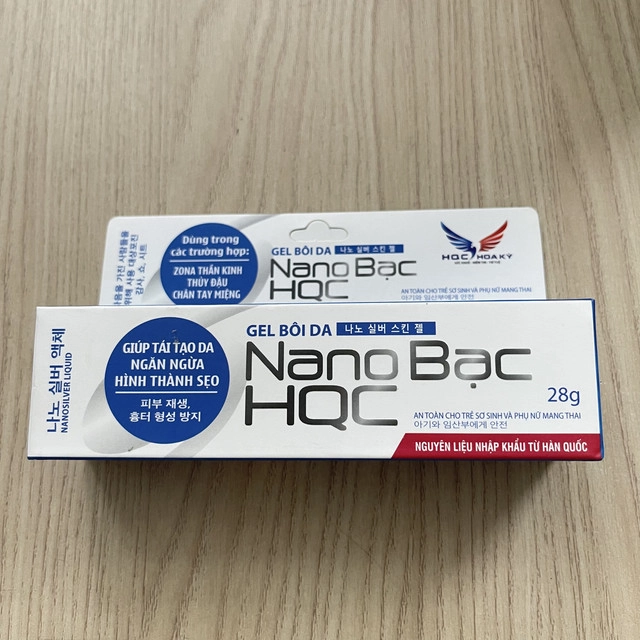 Dùng trong
các trường hợp:
ZONA THẦN KINH
THỦY ĐẬU
CHÂN TAY MIỆNG
GEL BÔI DA 나노 실버 스킨 젤
Nano Bạc
HQC
HQC HOA KỲ
AN TOÀN CHO TRẺ SƠ SINH VÀ PHỤ NỮ MANG THAI
아기와 임산부에게 안전
나노 실버 액체
NANOSILVER LIQUID
GIÚP TÁI TẠO DA
NGĂN NGỪA
HÌNH THÀNH SẸO
피부 재생,
흉터 형성 방지
GEL BÔI DA 나노 실버 스킨 젤
Nano Bạc
HQC
28g
AN TOÀN CHO TRẺ SƠ SINH VÀ PHỤ NỮ MANG THAI
아기와 임산부에게 안전
NGUYÊN LIỆU NHẬP KHẨU TỪ HÀN QUỐC